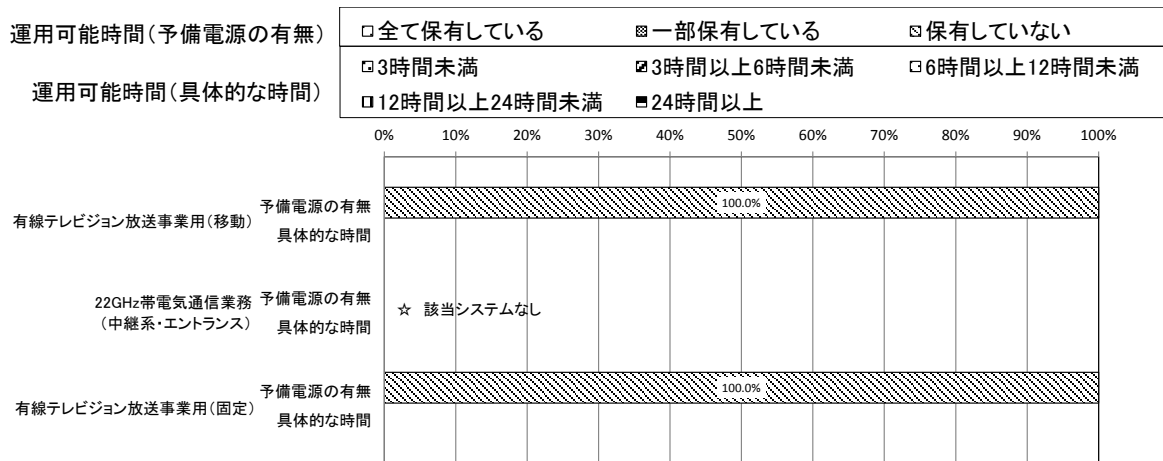 運用可能時間(予備電源の有無) □全て保有している ▨一部保有している ▧保有していない
運用可能時間(具体的な時間) □3時間未満 ▨3時間以上6時間未満 □6時間以上12時間未満
□12時間以上24時間未満 ■24時間以上
0% 10% 20% 30% 40% 50% 60% 70% 80% 90% 100%
有線テレビジョン放送事業用(移動) 予備電源の有無 100.0%
具体的な時間
22GHz帯電気通信業務
(中継系・エントランス)
予備電源の有無 ☆ 該当システムなし
具体的な時間
有線テレビジョン放送事業用(固定) 予備電源の有無 100.0%
具体的な時間